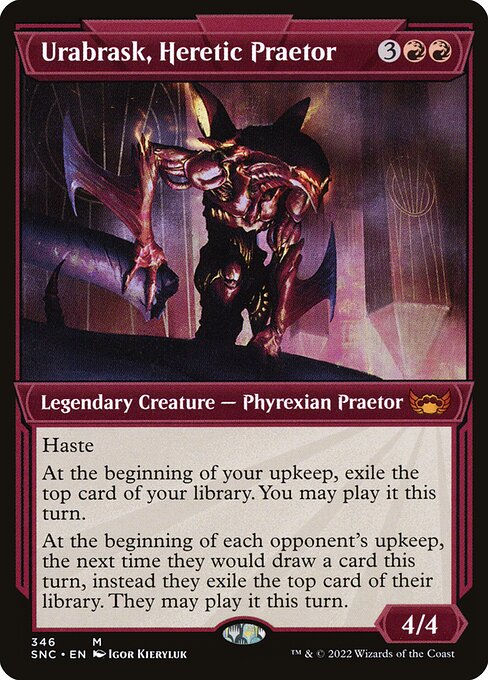 Urabrask, Heretic Praetor 3
Legendary Creature — Phyrexian Praetor
Haste
At the beginning of your upkeep, exile the
top card of your library. You may play it this
turn.
At the beginning of each opponent's upkeep,
the next time they would draw a card this
turn, instead they exile the top card of their
library. They may play it this turn.
4/4
346 M
SNC • EN Igor Kieryluk
™ & © 2022 Wizards of the Coast